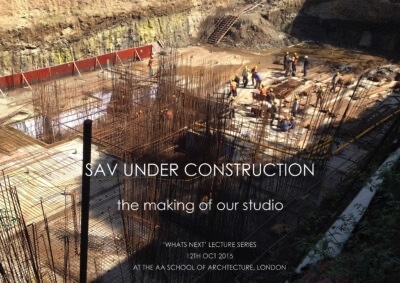 SAV UNDER CONSTRUCTION
the making of our studio
'WHATS NEXT' LECTURE SERIES
12TH OCT 2015
AT THE AA SCHOOL OF ARCHITECTURE, LONDON